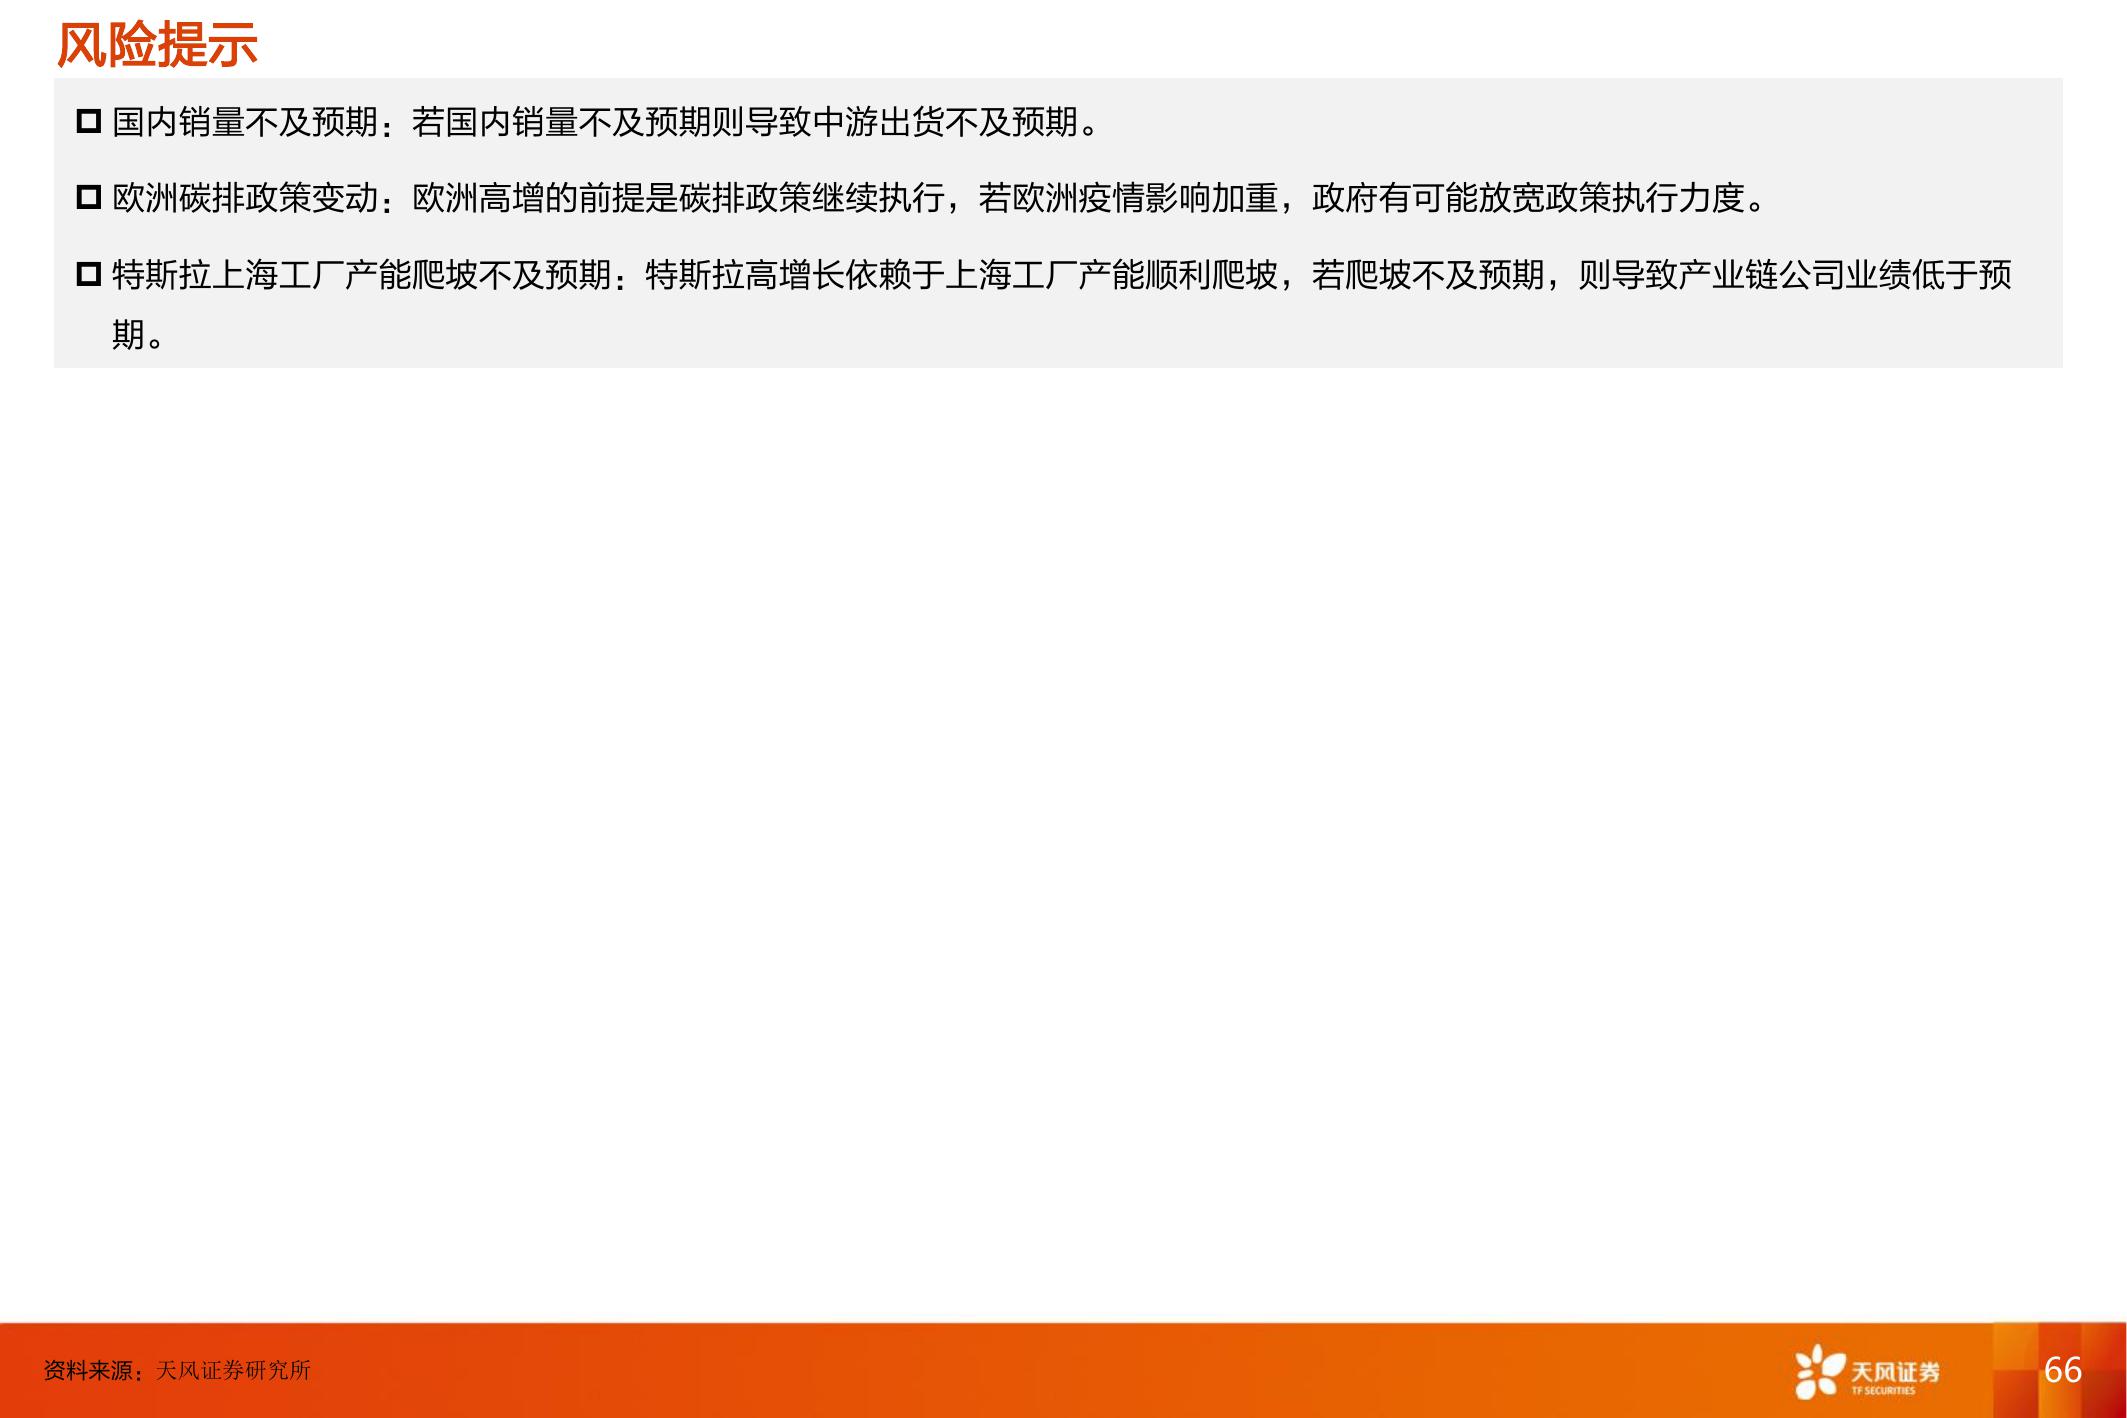 风险提示
国内销量不及预期：若国内销量不及预期则导致中游出货不及预期。
欧洲碳排政策变动：欧洲高增的前提是碳排政策继续执行，若欧洲疫情影响加重，政府有可能放宽政策执行力度。
特斯拉上海工厂产能爬坡不及预期：特斯拉高增长依赖于上海工厂产能顺利爬坡，若爬坡不及预期，则导致产业链公司业绩低于预
期。
资料来源：天风证券研究所
天风证券
TF SECURITIES
66